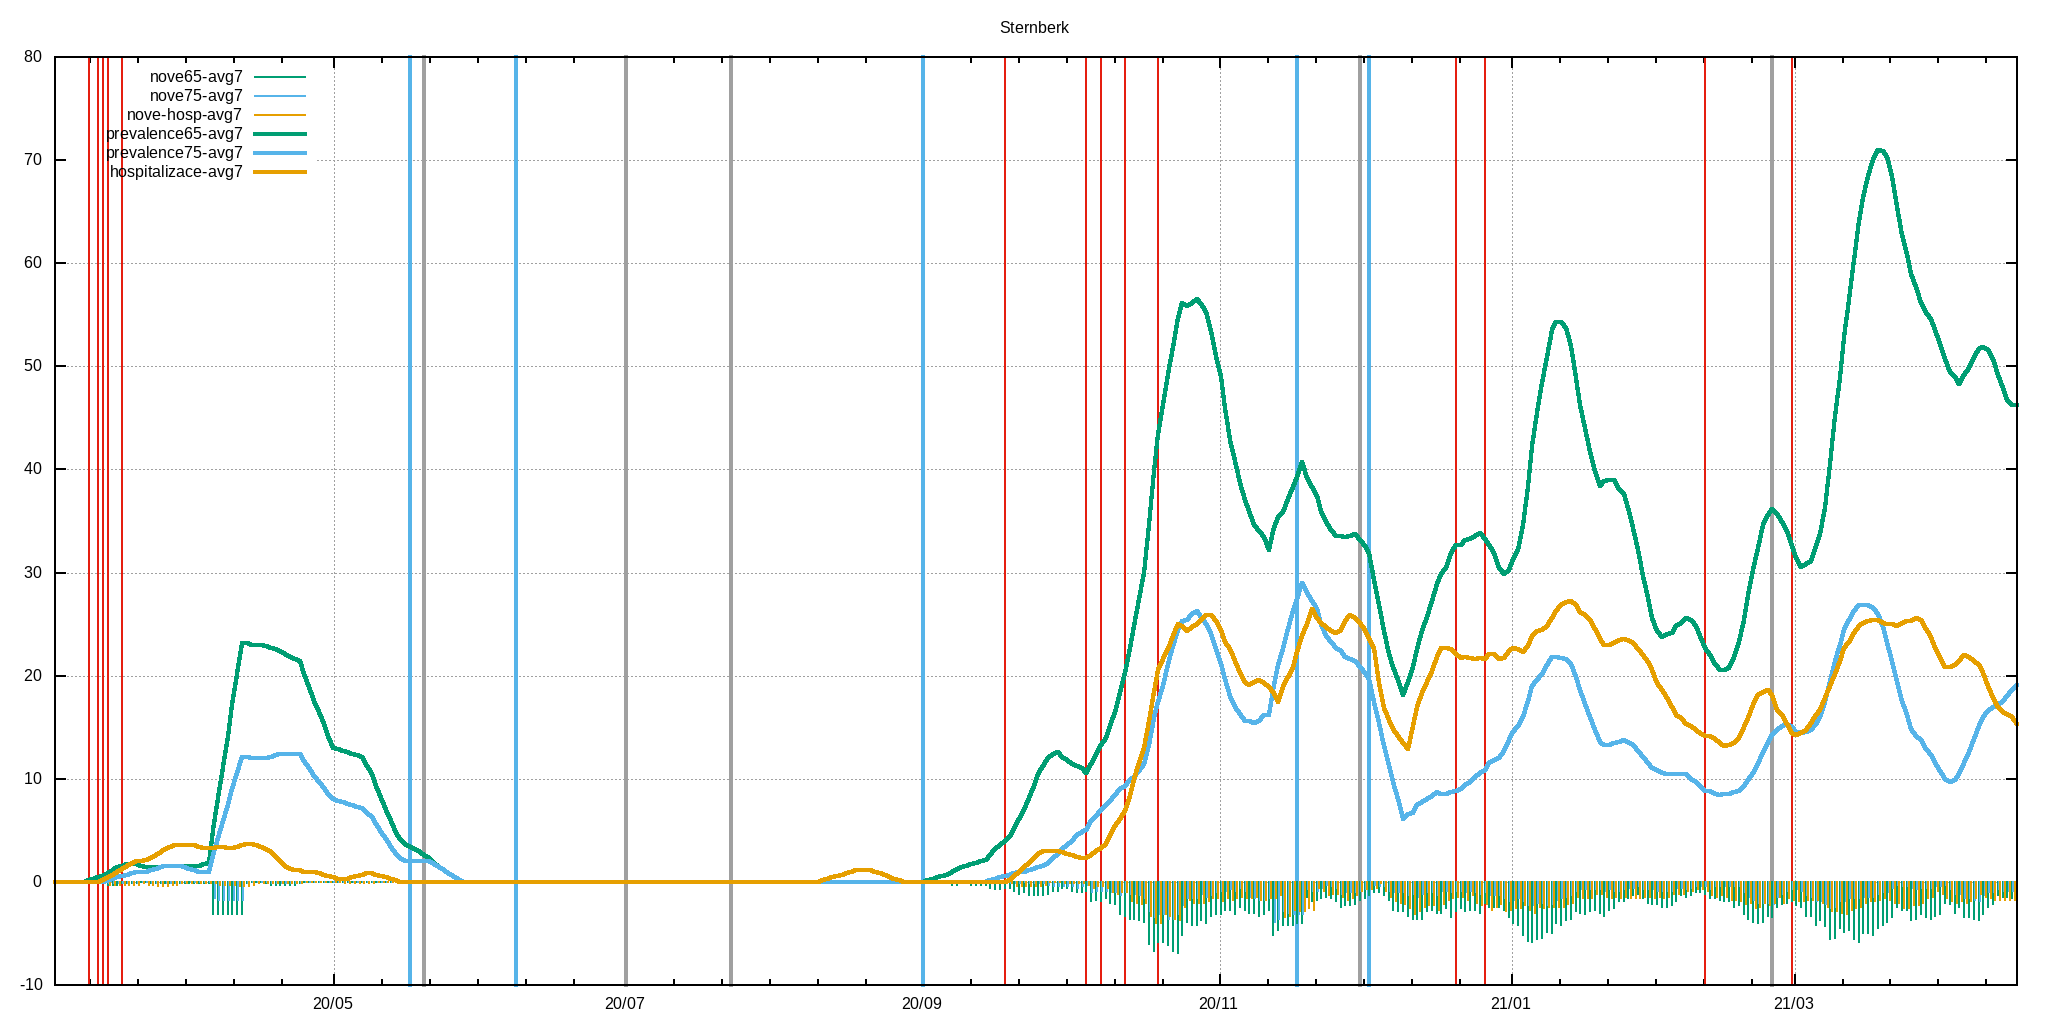 Sternberk
80
70
60
50
40
30
20
10
0
-10
nove65-avg7
nove75-avg7
nove-hosp-avg7
prevalence65-avg7
prevalence75-avg7
hospitalizace-avg7
20/05
20/07
20/09
20/11
21/01
21/03